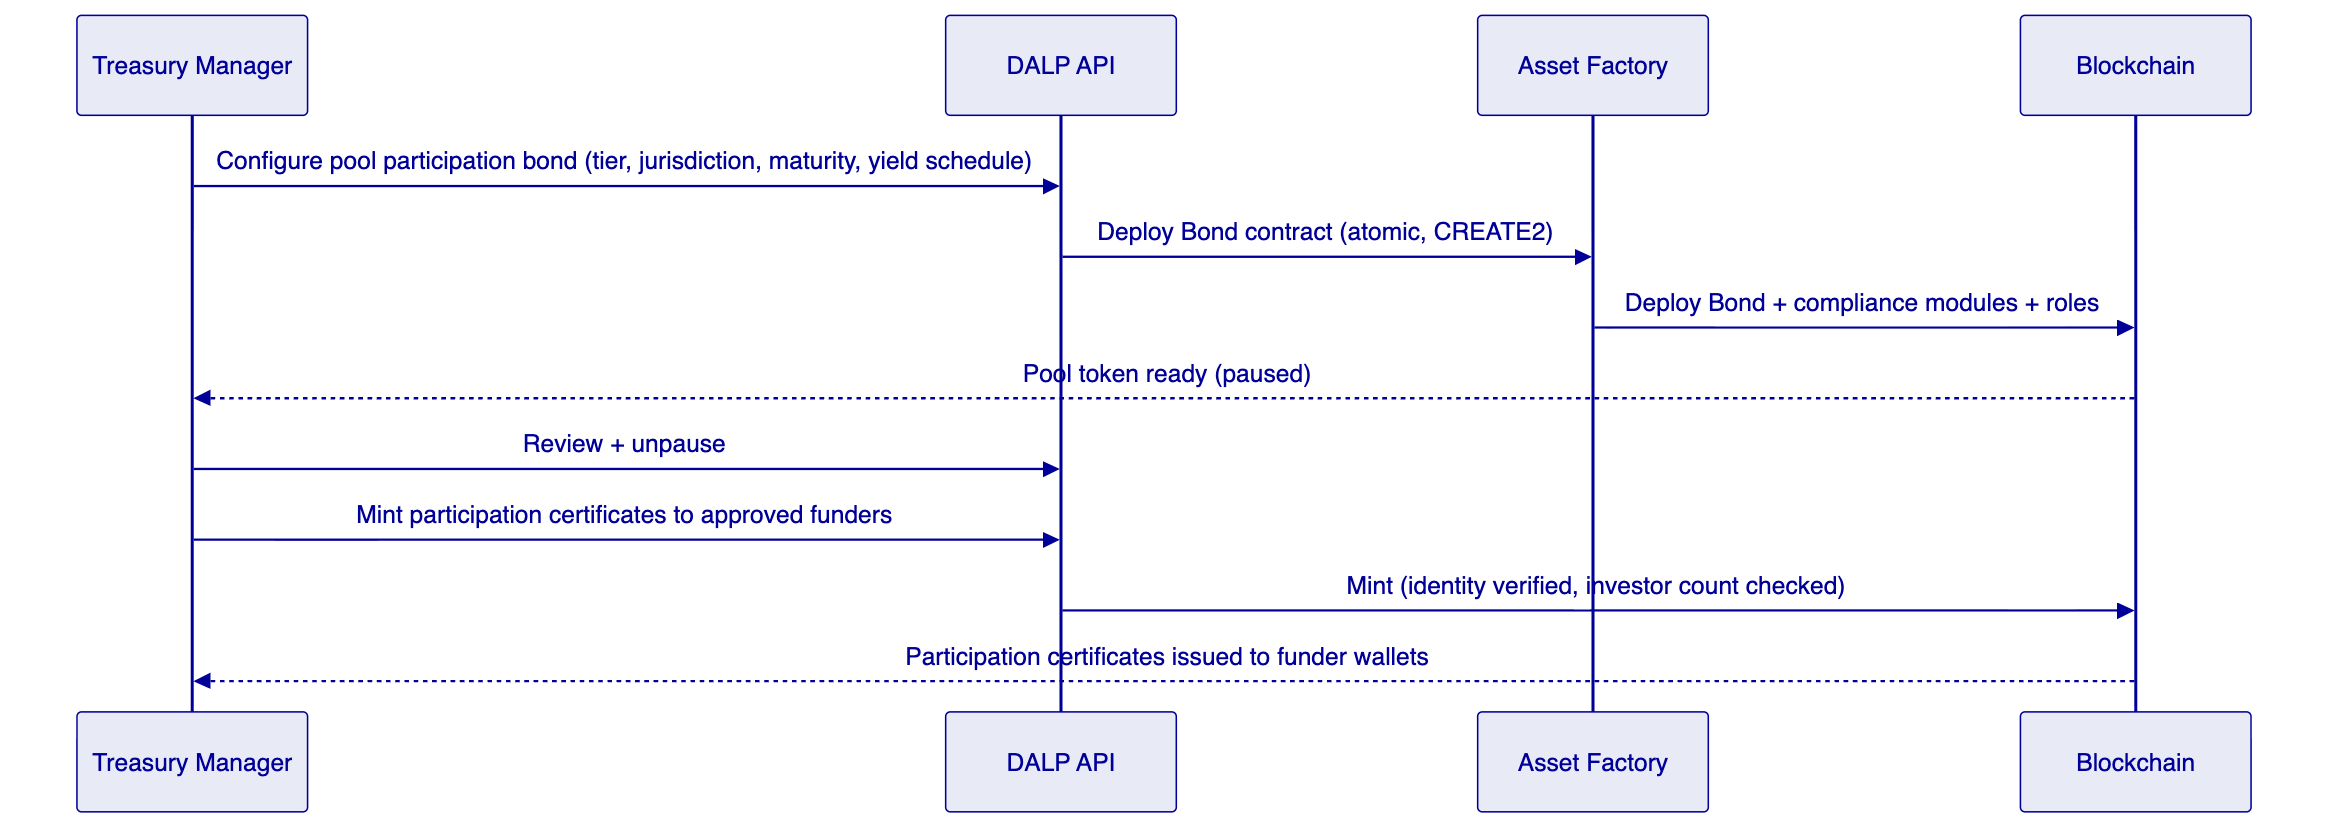 Treasury Manager
DALP API
Asset Factory
Blockchain
Configure pool participation bond (tier, jurisdiction, maturity, yield schedule)
Deploy Bond contract (atomic, CREATE2)
Deploy Bond + compliance modules + roles
Pool token ready (paused)
Review + unpause
Mint participation certificates to approved funders
Mint (identity verified, investor count checked)
Participation certificates issued to funder wallets
Treasury Manager
DALP API
Asset Factory
Blockchain